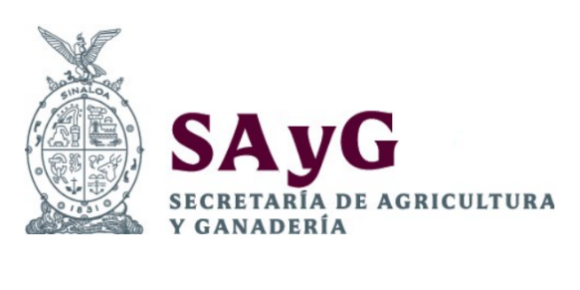 SINALOA
1831
SAyG
SECRETARÍA DE AGRICULTURA
Y GANADERÍA